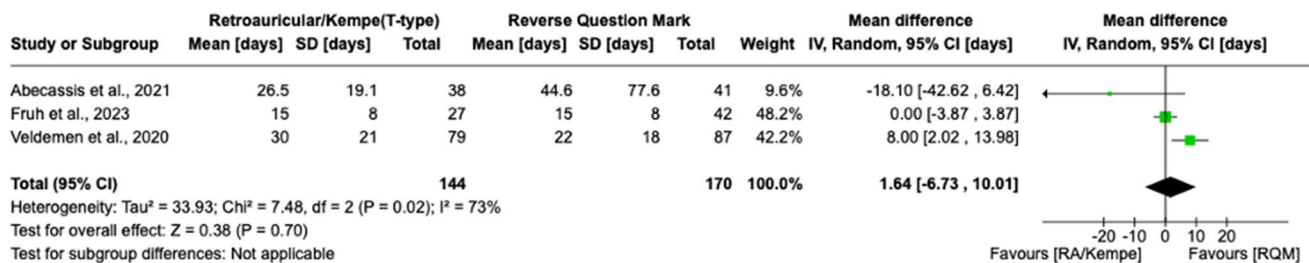 Retroauricular/Kempe(T-type) Reverse Question Mark Mean difference Mean difference
Study or Subgroup Mean [days] SD [days] Total Mean [days] SD [days] Total Weight IV, Random, 95% CI [days] IV, Random, 95% CI [days]
Abecassis et al., 2021 26.5 19.1 38 44.6 77.6 41 9.6% -18.10 [-42.62 , 6.42]
Fruh et al., 2023 15 8 27 15 8 42 48.2% 0.00 [-3.87 , 3.87]
Veldemen et al., 2020 30 21 79 22 18 87 42.2% 8.00 [2.02 , 13.98]
Total (95% CI) 144 170 100.0% 1.64 [-6.73 , 10.01]
Heterogeneity: Tau² = 33.93; Chi² = 7.48, df = 2 (P = 0.02); I² = 73%
Test for overall effect: Z = 0.38 (P = 0.70) -20 -10 0 10 20
Test for subgroup differences: Not applicable Favours [RA/Kempe] Favours [RQM]